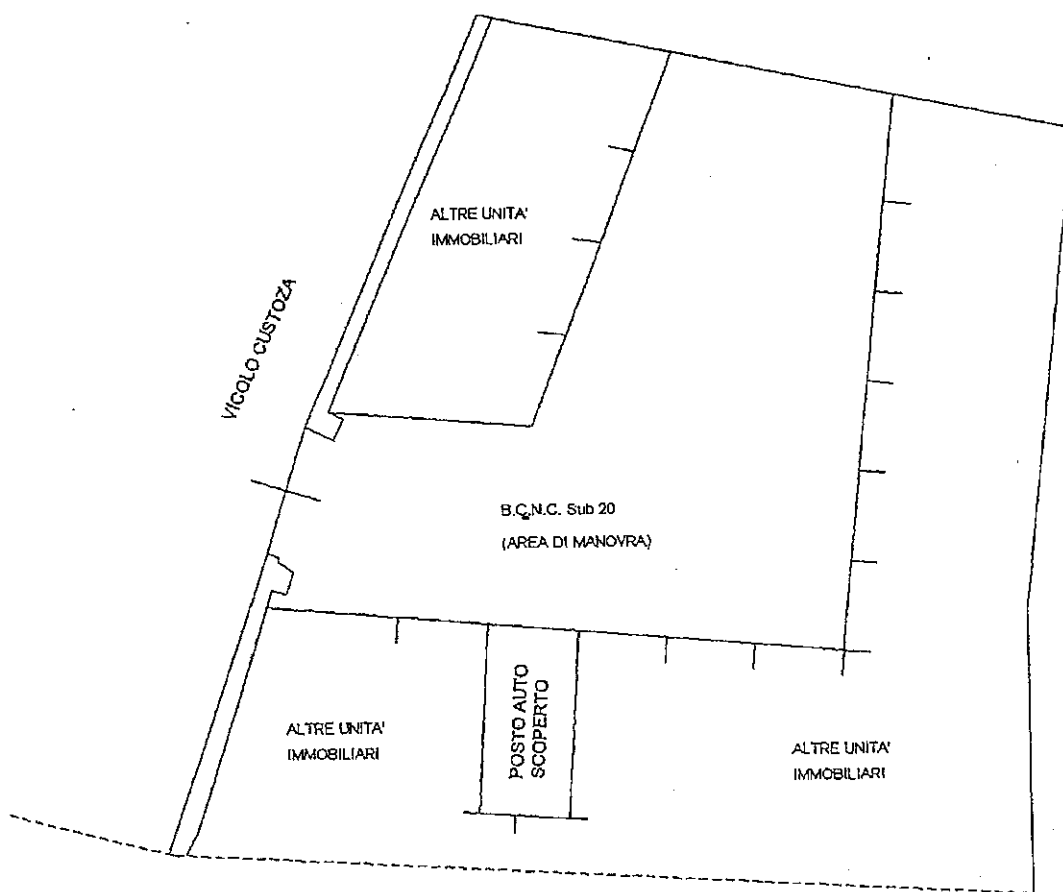 ALTRE UNITA'
IMMOBILIARI
VICOLO CUSTOZA
B.C.N.C. Sub 20
(AREA DI MANOVRA)
ALTRE UNITA'
IMMOBILIARI
POSTO AUTO
SCOPERTO
ALTRE UNITA'
IMMOBILIARI